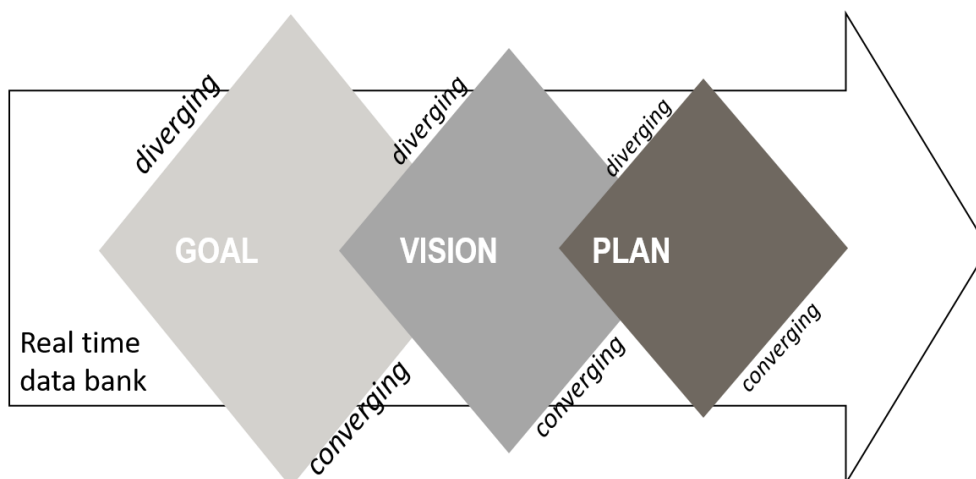 diverging
diverging
diverging
GOAL
VISION
PLAN
Real time
data bank
converging
converging
converging